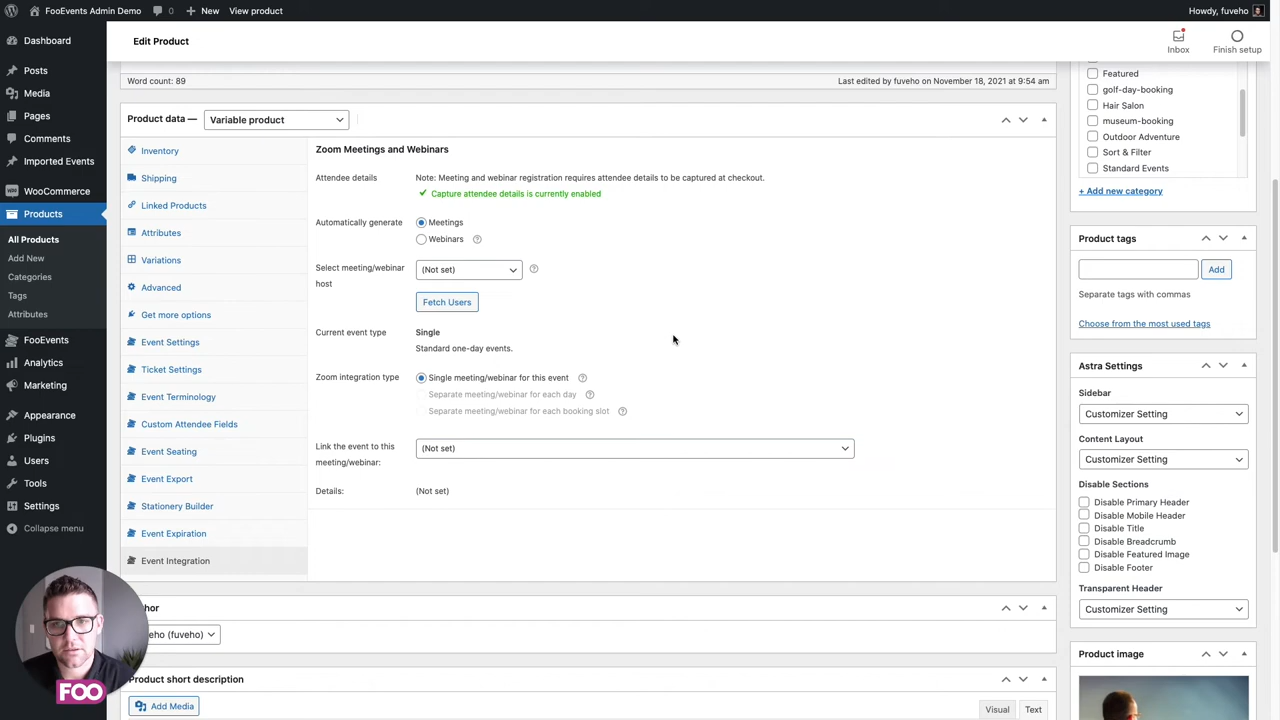 FooEvents Admin Demo
0
New
View product
Howdy, fuveho
Dashboard
Posts
Media
Pages
Comments
Imported Events
WooCommerce
Products
All Products
Add New
Categories
Tags
Attributes
FooEvents
Analytics
Marketing
Appearance
Plugins
Users
Tools
Settings
Collapse menu
Edit Product
Inbox
Finish setup
Word count: 89
Last edited by fuveho on November 18, 2021 at 9:54 am
Product data —
Variable product
Inventory
Shipping
Linked Products
Attributes
Variations
Advanced
Get more options
Event Settings
Ticket Settings
Event Terminology
Custom Attendee Fields
Event Seating
Event Export
Stationery Builder
Event Expiration
Event Integration
Zoom Meetings and Webinars
Attendee details
Note: Meeting and webinar registration requires attendee details to be captured at checkout.
Capture attendee details is currently enabled
Automatically generate
Meetings
Webinars
Select meeting/webinar
host
(Not set)
Fetch Users
Current event type
Single
Standard one-day events.
Zoom integration type
Single meeting/webinar for this event
Separate meeting/webinar for each day
Separate meeting/webinar for each booking slot
Link the event to this
meeting/webinar:
(Not set)
Details:
(Not set)
hor
eho (fuveho)
Product short description
Add Media
Visual
Text
FOO
Featured
golf-day-booking
Hair Salon
museum-booking
Outdoor Adventure
Sort & Filter
Standard Events
+ Add new category
Product tags
Add
Separate tags with commas
Choose from the most used tags
Astra Settings
Sidebar
Customizer Setting
Content Layout
Customizer Setting
Disable Sections
Disable Primary Header
Disable Mobile Header
Disable Title
Disable Breadcrumb
Disable Featured Image
Disable Footer
Transparent Header
Customizer Setting
Product image